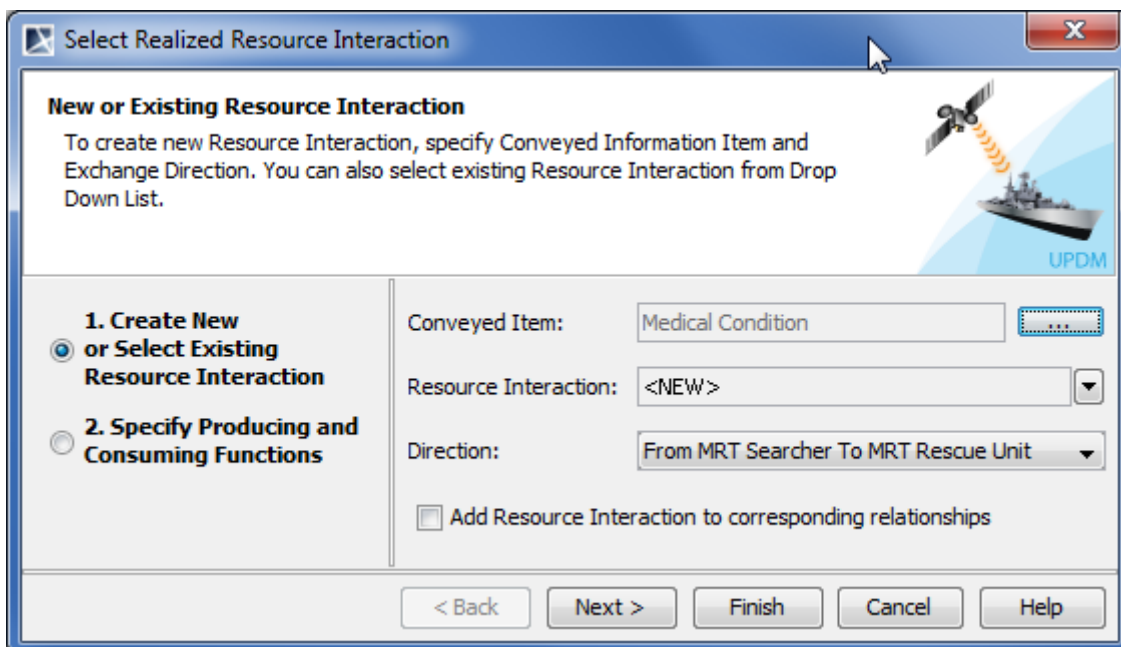 Select Realized Resource Interaction
New or Existing Resource Interaction
To create new Resource Interaction, specify Conveyed Information Item and
Exchange Direction. You can also select existing Resource Interaction from Drop
Down List.
UPDM
1. Create New
or Select Existing
Resource Interaction
2. Specify Producing and
Consuming Functions
Conveyed Item: Medical Condition ...
Resource Interaction: <NEW>
Direction: From MRT Searcher To MRT Rescue Unit
Add Resource Interaction to corresponding relationships
< Back Next > Finish Cancel Help